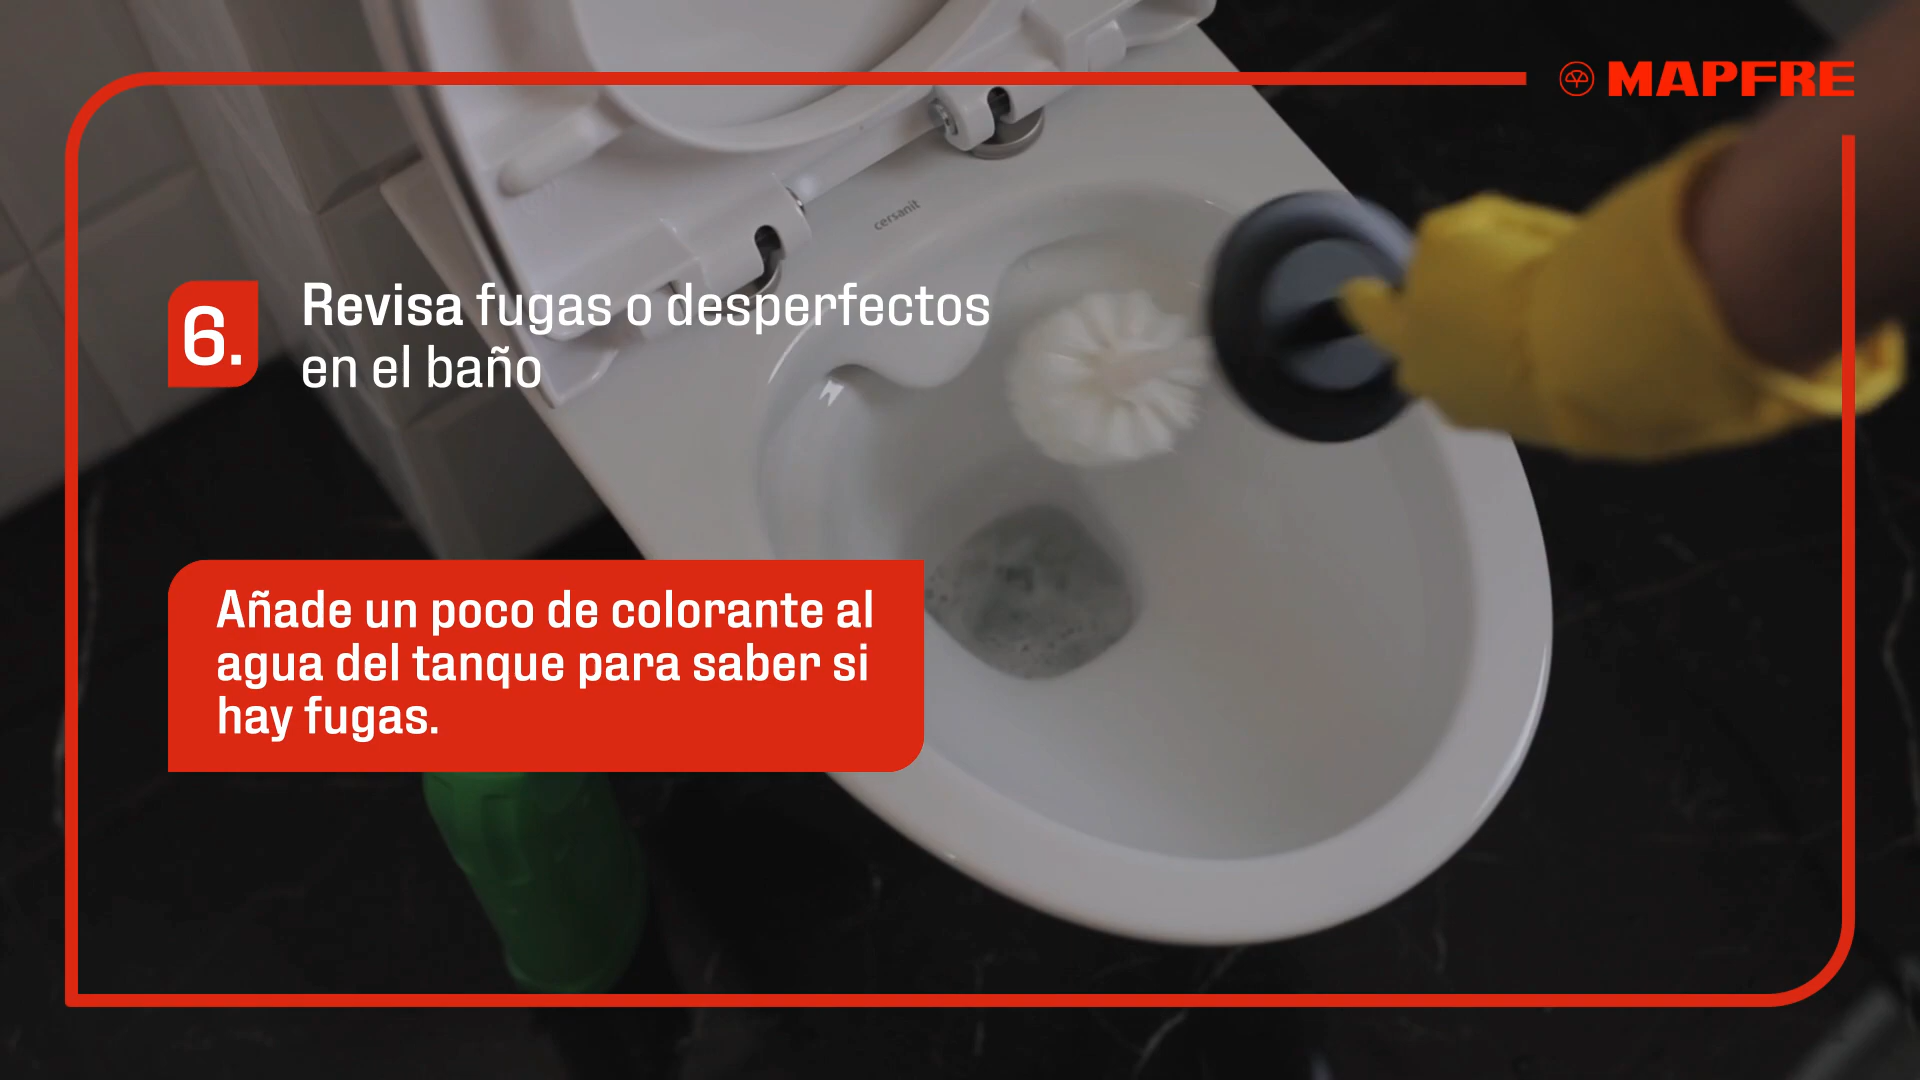 MAPFRE
cersanit
6.
Revisa fugas o desperfectos
en el baño
Añade un poco de colorante al
agua del tanque para saber si
hay fugas.